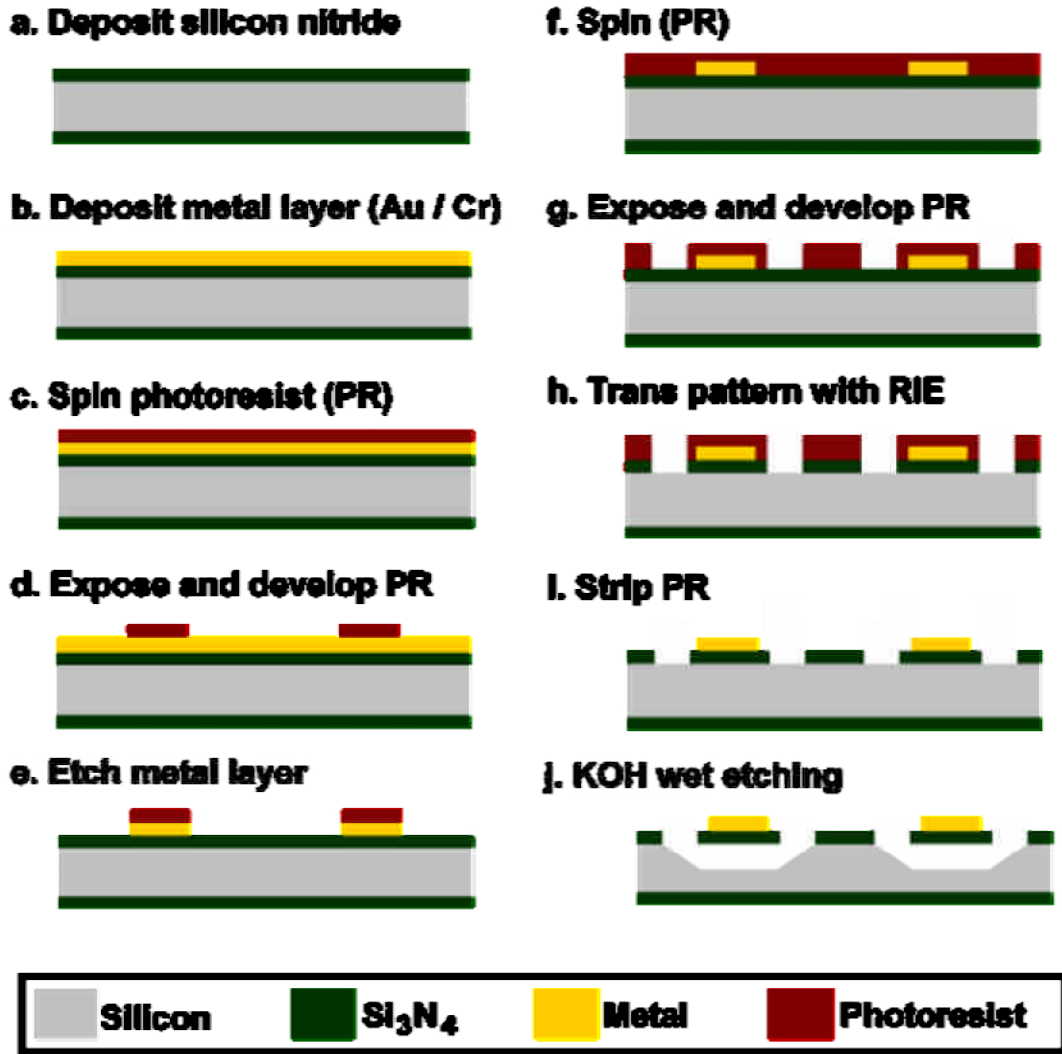 a. Deposit silicon nitride
b. Deposit metal layer (Au / Cr)
c. Spin photoresist (PR)
d. Expose and develop PR
e. Etch metal layer
f. Spin (PR)
g. Expose and develop PR
h. Trans pattern with RIE
I. Strip PR
j. KOH wet etching
Silicon
Si₃N₄
Metal
Photoresist